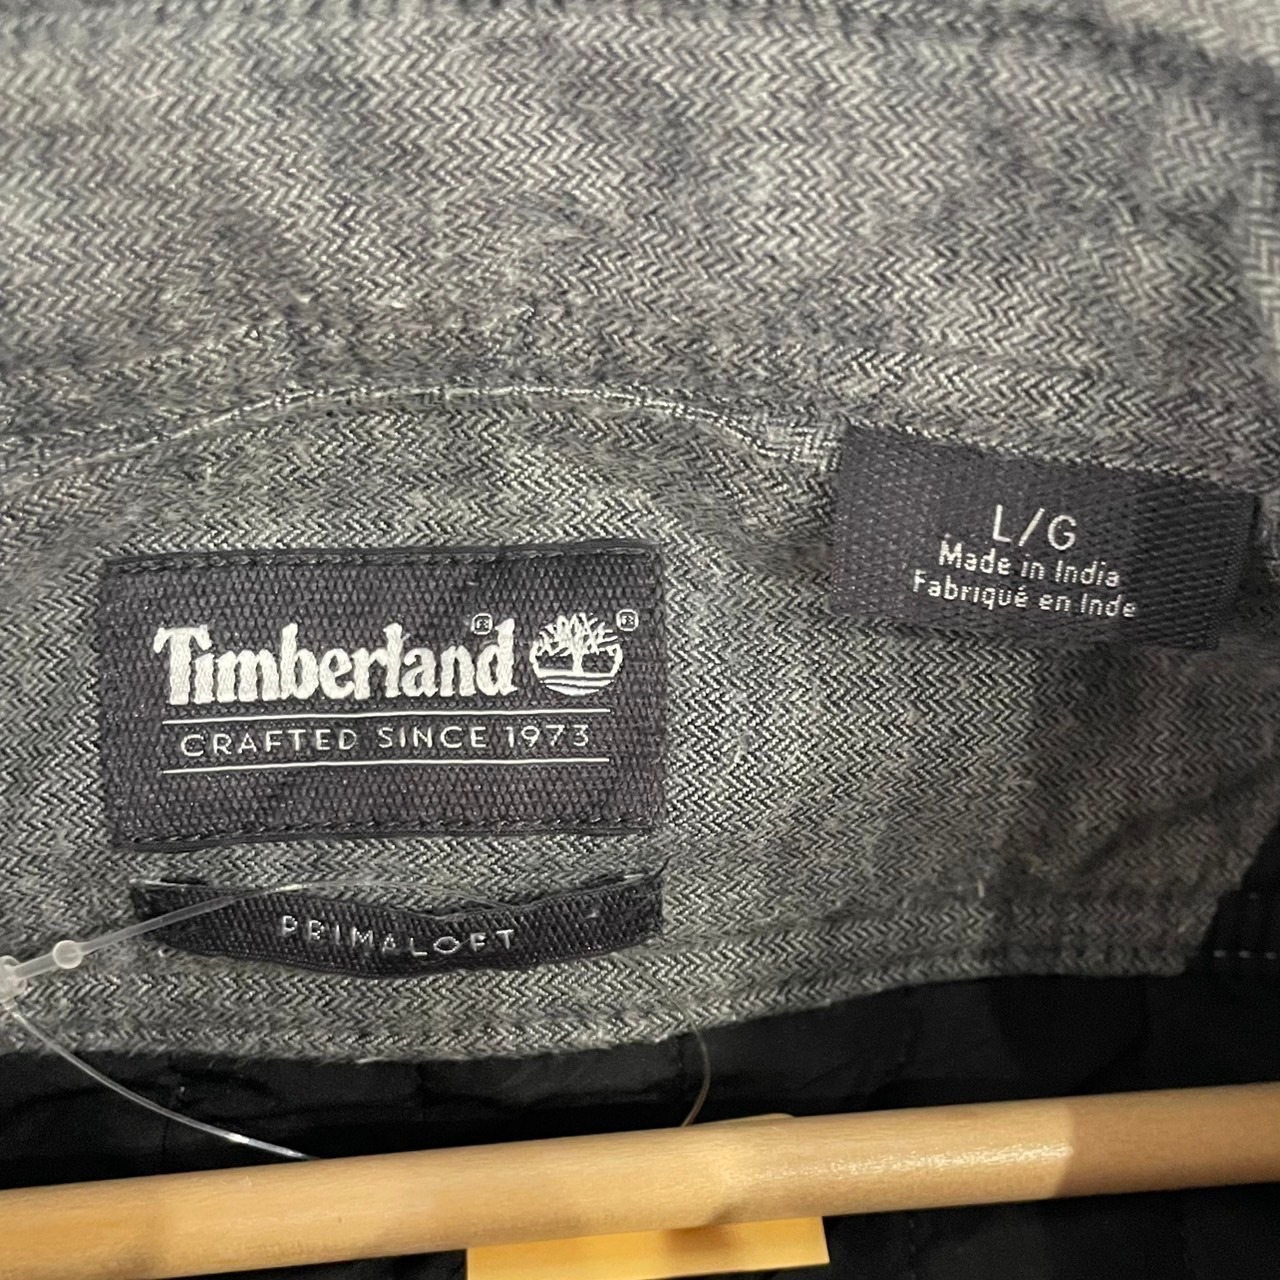 Timberland®
®
CRAFTED SINCE 1973
PRIMALOFT
L/G
Made in India
Fabriqué en Inde